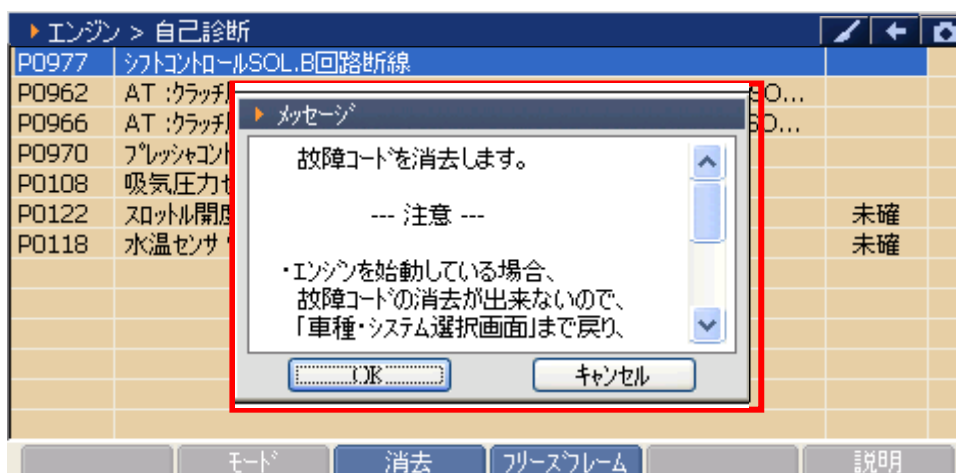 エンジン > 自己診断
P0977 シフトコントロールSOL.B回路断線
P0962 AT :クラッチ SO...
P0966 AT :クラッチ SO...
P0970 プレッシャコント
P0108 吸気圧力セ
P0122 スロットル開度 未確
P0118 水温センサ 未確
メッセージ
故障コードを消去します。
--- 注意 ---
・エンジンを始動している場合、
故障コードの消去が出来ないので、
「車種・システム選択画面」まで戻り、
OK キャンセル
モード 消去 フリーズフレーム 説明